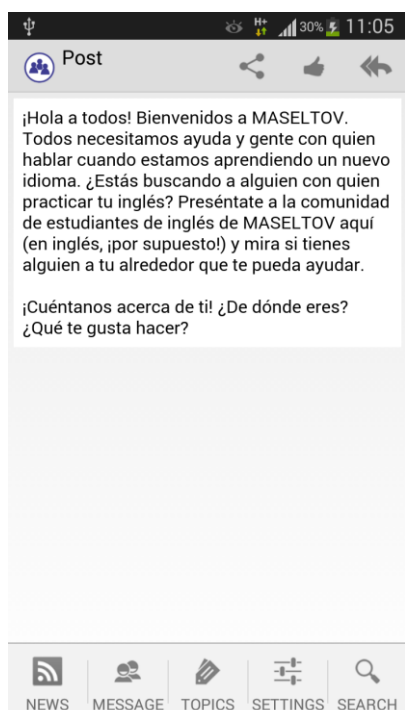 H+ 30% 11:05
Post
¡Hola a todos! Bienvenidos a MASELTOV.
Todos necesitamos ayuda y gente con quien
hablar cuando estamos aprendiendo un nuevo
idioma. ¿Estás buscando a alguien con quien
practicar tu inglés? Preséntate a la comunidad
de estudiantes de inglés de MASELTOV aquí
(en inglés, ¡por supuesto!) y mira si tienes
alguien a tu alrededor que te pueda ayudar.
¡Cuéntanos acerca de ti! ¿De dónde eres?
¿Qué te gusta hacer?
NEWS MESSAGE TOPICS SETTINGS SEARCH